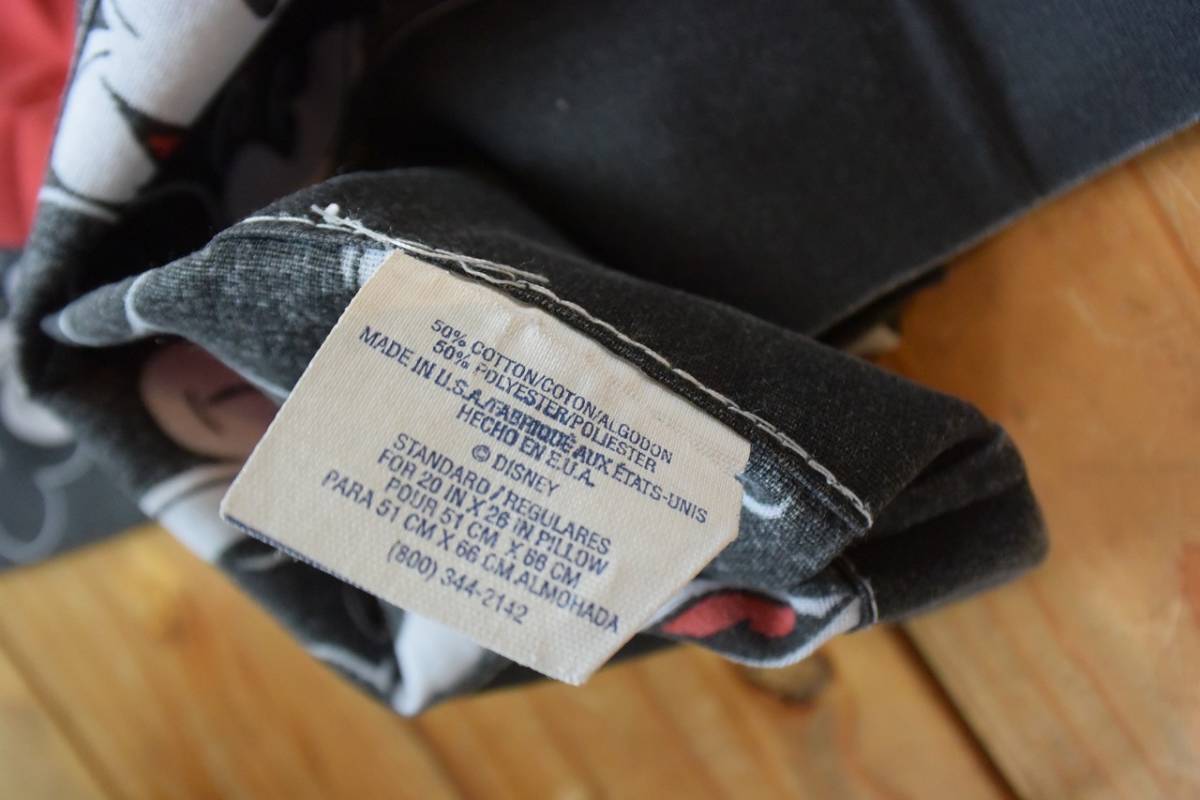 50% COTTON/COTON/ALGODON
50% POLYESTER/POLIESTER
MADE IN U.S.A./FABRIQUÉ AUX ÉTATS-UNIS
HECHO EN E.U.A.
© DISNEY
STANDARD / REGULARES
FOR 20 IN X 26 IN PILLOW
POUR 51 CM. X 66 CM
PARA 51 CM X 66 CM ALMOHADA
(800) 344-2142